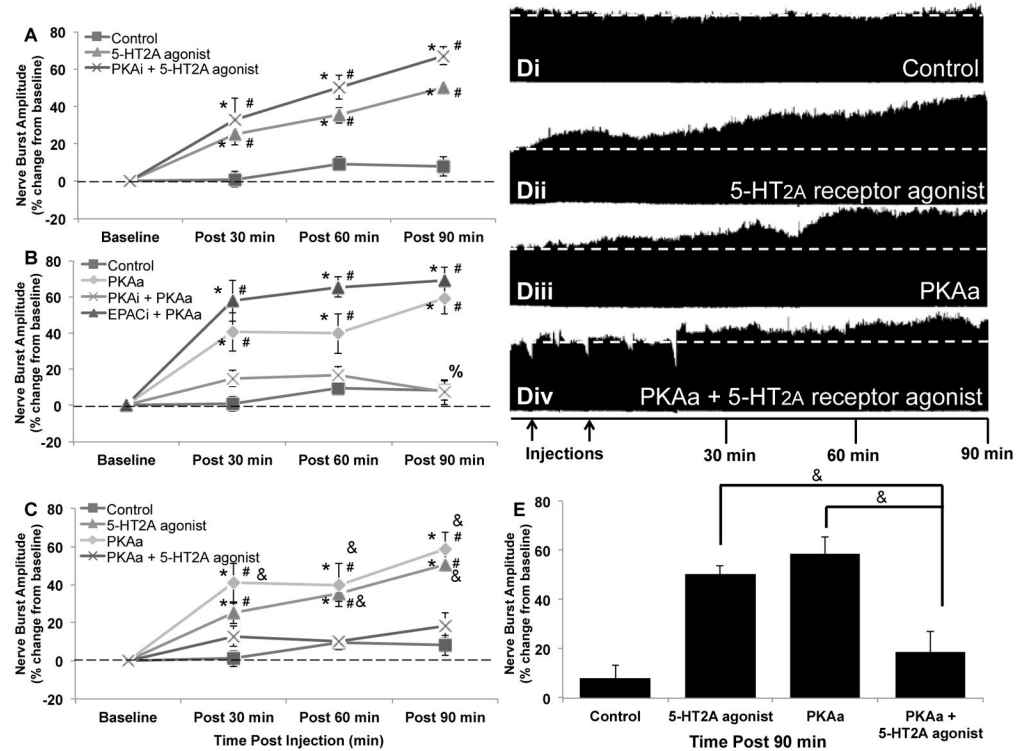 A
Nerve Burst Amplitude
(% change from baseline)
80
60
40
20
0
-20
Control
5-HT2A agonist
PKAi + 5-HT2A agonist
* #
* #
* #
* #
* #
* #
Baseline Post 30 min Post 60 min Post 90 min
B
Nerve Burst Amplitude
(% change from baseline)
80
60
40
20
0
20
Control
PKAa
PKAi + PKAa
EPACi + PKAa
* #
* #
* #
* #
* #
* #
%
Baseline Post 30 min Post 60 min Post 90 min
C
Nerve Burst Amplitude
(% change from baseline)
80
60
40
20
0
-20
Control
5-HT2A agonist
PKAa
PKAa + 5-HT2A agonist
* # &
* #
&
* #
* # &
&
* #
* #
&
Baseline Post 30 min Post 60 min Post 90 min
Time Post Injection (min)
Di Control
Dii 5-HT2A receptor agonist
Diii PKAa
Div PKAa + 5-HT2A receptor agonist
Injections 30 min 60 min 90 min
E
Nerve Burst Amplitude
(% change from baseline)
80
60
40
20
0
&
&
Control 5-HT2A agonist PKAa PKAa +
5-HT2A agonist
Time Post 90 min